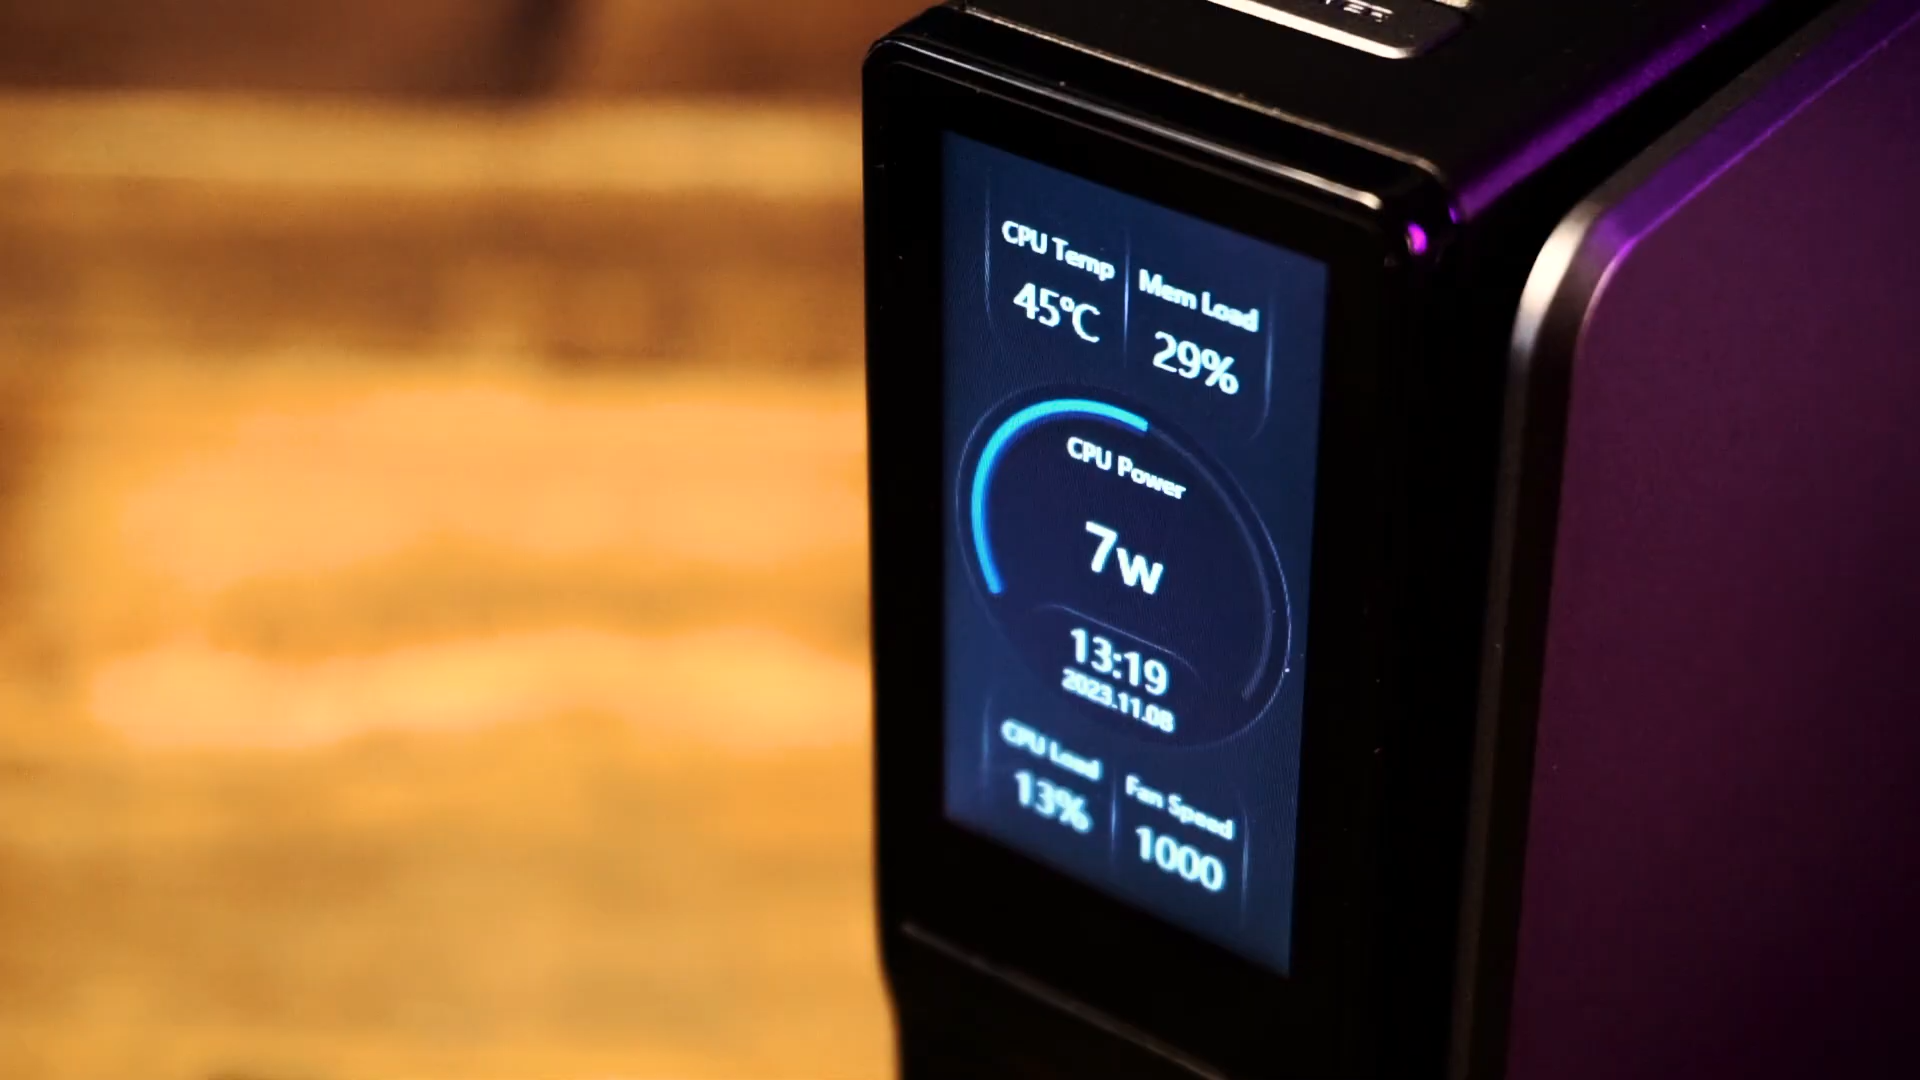 CPU Temp
45°C
Mem Load
29%
CPU Power
7w
13:19
2023.11.08
CPU Load
13%
Fan Speed
1000